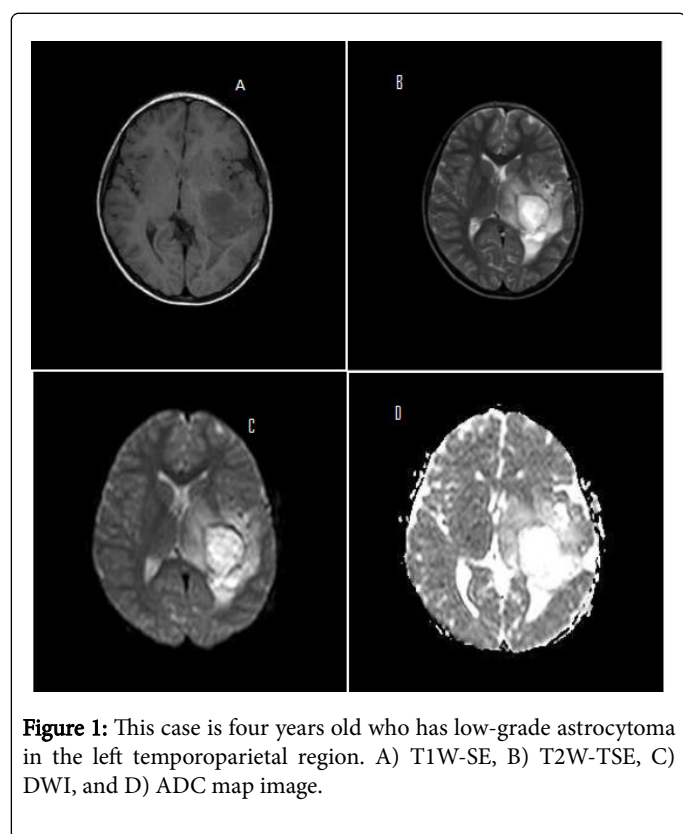 A
B
C
D
Figure 1: This case is four years old who has low-grade astrocytoma
in the left temporoparietal region. A) T1W-SE, B) T2W-TSE, C)
DWI, and D) ADC map image.